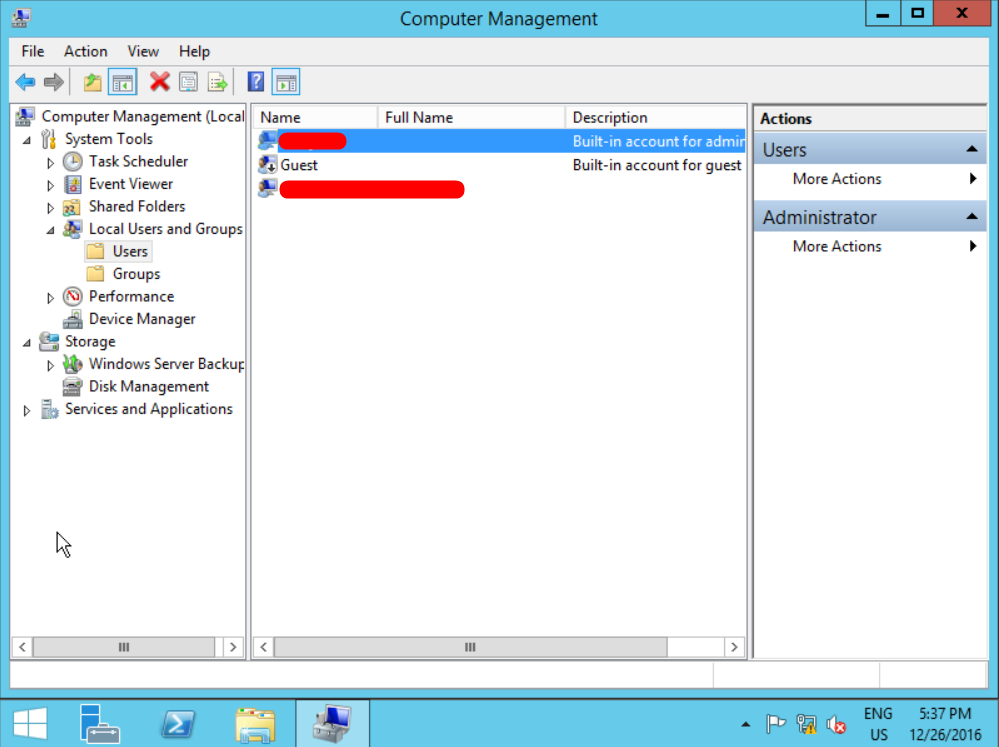 Computer Management
File Action View Help
Computer Management (Local
System Tools
Task Scheduler
Event Viewer
Shared Folders
Local Users and Groups
Users
Groups
Performance
Device Manager
Storage
Windows Server Backup
Disk Management
Services and Applications
Name Full Name Description
Built-in account for admin
Guest Built-in account for guest
Actions
Users
More Actions
Administrator
More Actions
ENG
US
5:37 PM
12/26/2016